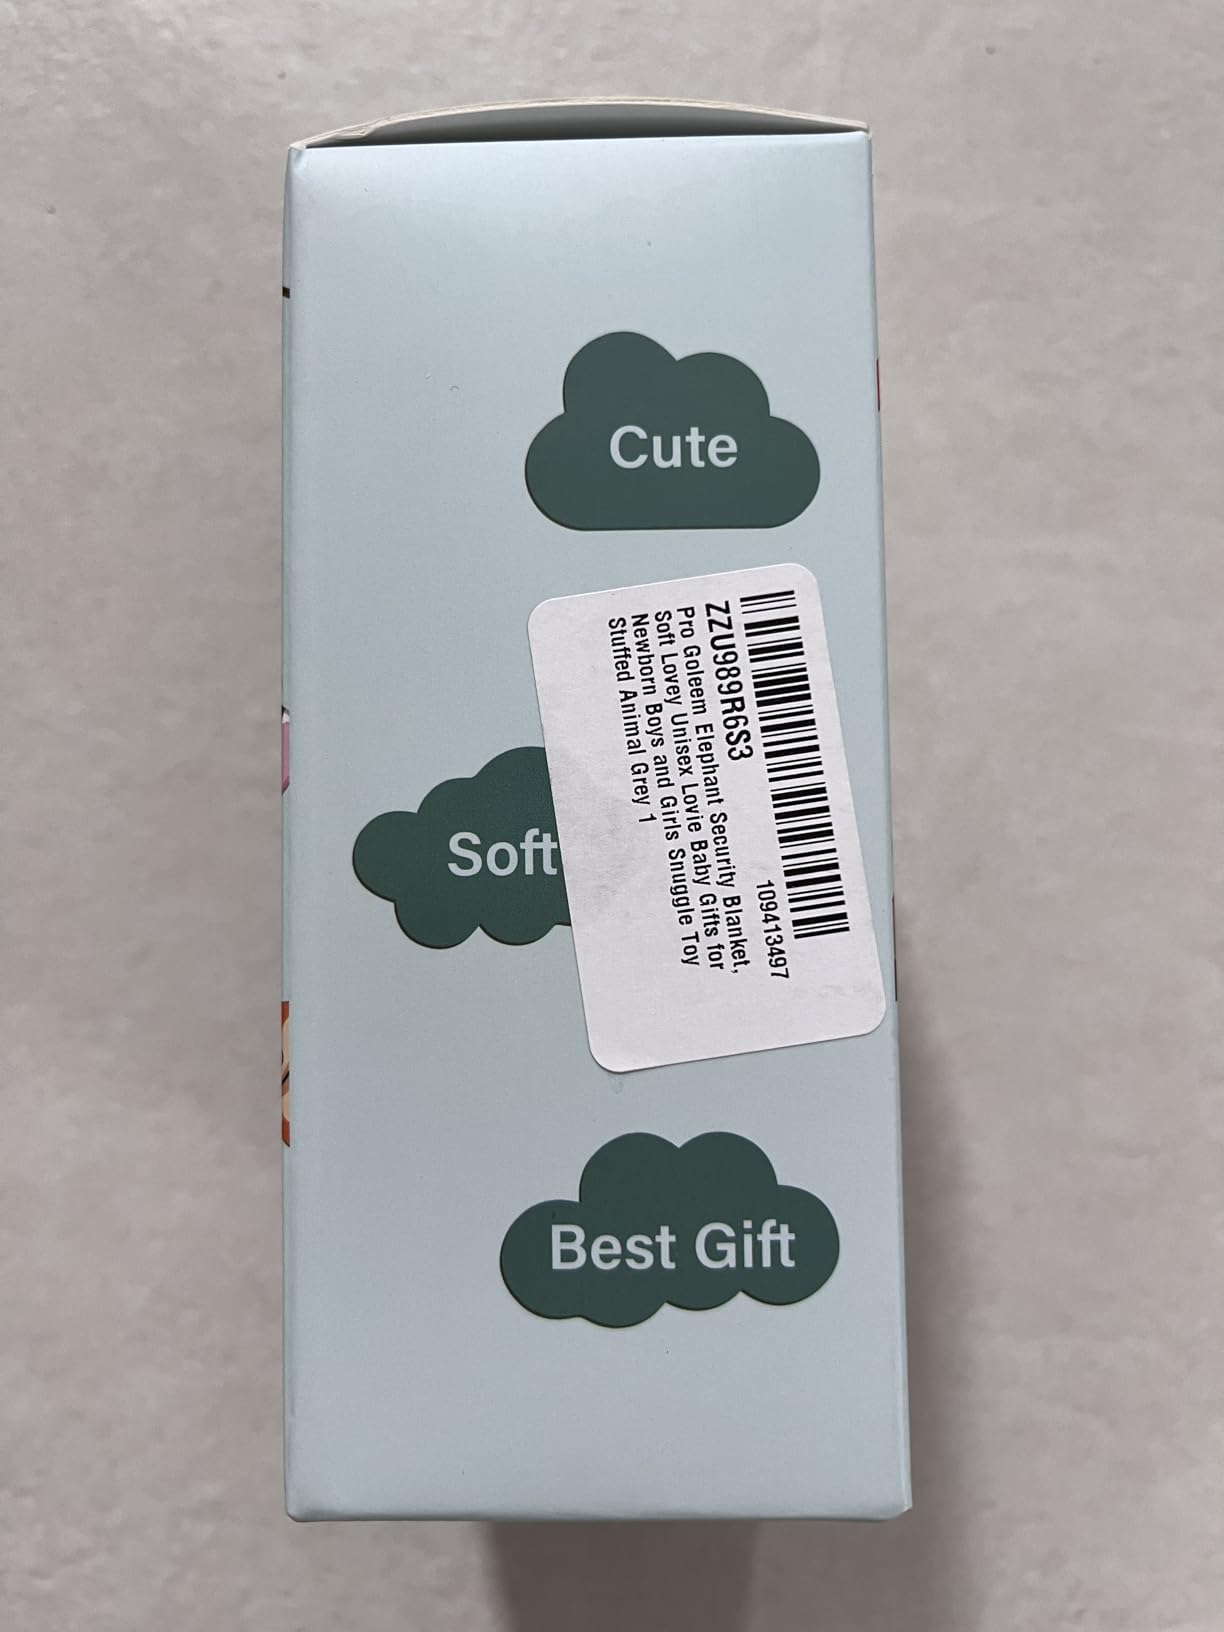 Cute
ZZU989R6S3
109413497
Pro Goleem Elephant Security Blanket,
Soft Lovey Unisex Lovie Baby Gifts for
Newborn Boys and Girls Snuggle Toy
Stuffed Animal Grey 1
Soft
Best Gift